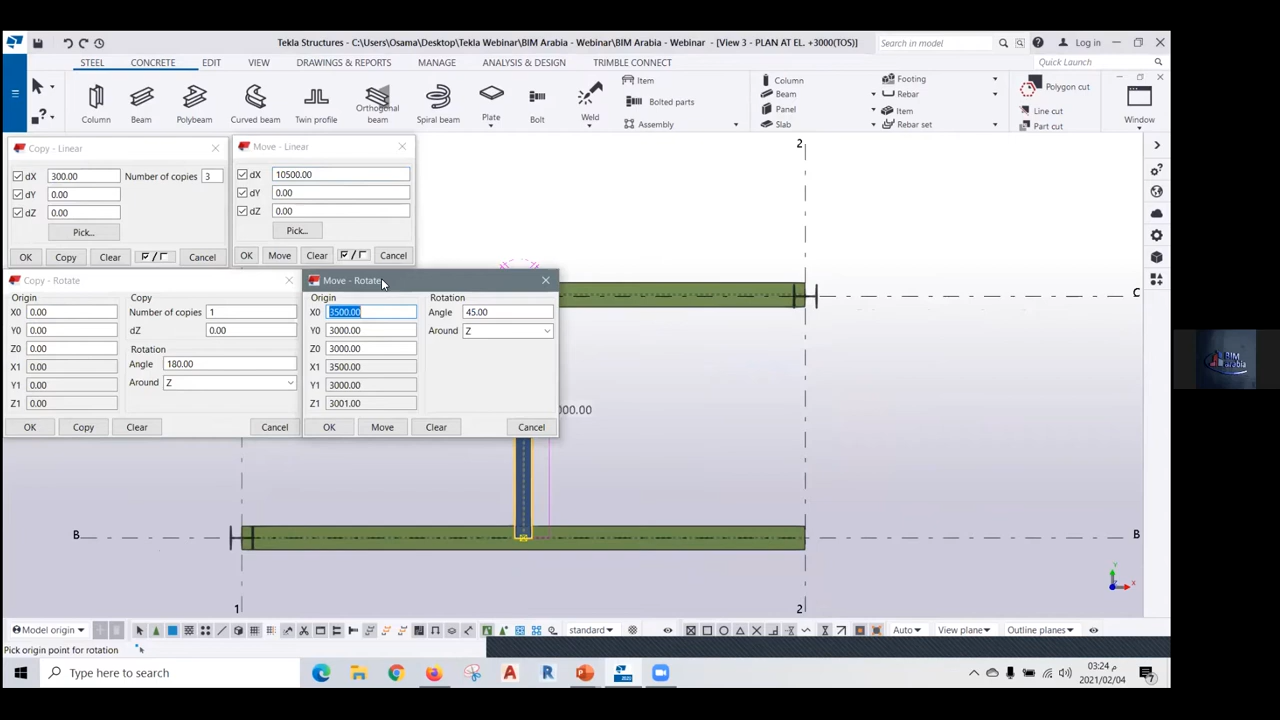 Tekla Structures - C:\Users\Osama\Desktop\Tekla Webinar\BIM Arabia - Webinar\BIM Arabia - Webinar - [View 3 - PLAN AT EL. +3000(TOS)]
Search in model
Log in
STEEL CONCRETE EDIT VIEW DRAWINGS & REPORTS MANAGE ANALYSIS & DESIGN TRIMBLE CONNECT
Quick Launch
Column
Beam
Polybeam
Curved beam
Twin profile
Orthogonal
beam
Spiral beam
Plate
Bolt
Weld
Item
Bolted parts
Assembly
Column
Beam
Panel
Slab
Footing
Rebar
Item
Rebar set
Polygon cut
Line cut
Part cut
Window
Copy - Linear
dX 300.00 Number of copies 3
dY 0.00
dZ 0.00
Pick...
OK Copy Clear Cancel
Move - Linear
dX 10500.00
dY 0.00
dZ 0.00
Pick...
OK Move Clear Cancel
Copy - Rotate
Origin
X0 0.00
Y0 0.00
Z0 0.00
X1 0.00
Y1 0.00
Z1 0.00
Copy
Number of copies 1
dZ 0.00
Rotation
Angle 180.00
Around Z
OK Copy Clear Cancel
Move - Rotate
Origin
X0 3500.00
Y0 3000.00
Z0 3000.00
X1 3500.00
Y1 3000.00
Z1 3001.00
Rotation
Angle 45.00
Around Z
OK Move Clear Cancel
2
C
000.00
B B
1 2
Y
X
BIM
arabia
Model origin standard Auto View plane Outline planes
Pick origin point for rotation
Type here to search
03:24 م
2021/02/04
7